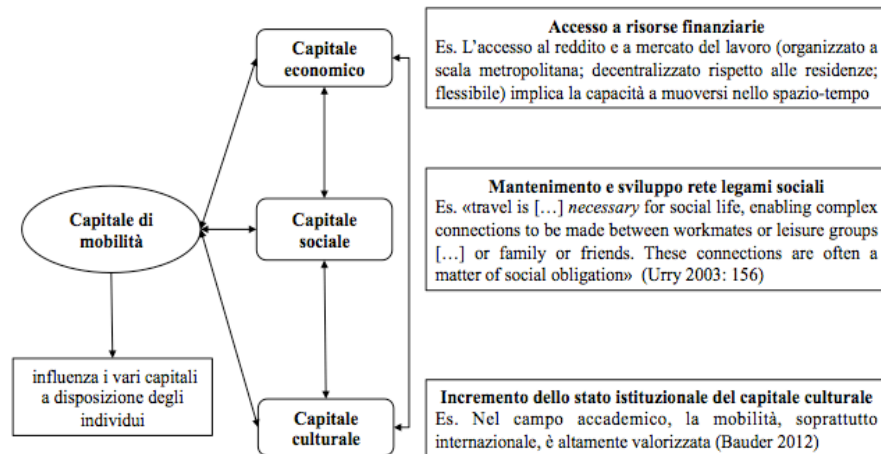 Capitale
economico
Accesso a risorse finanziarie
Es. L'accesso al reddito e a mercato del lavoro (organizzato a
scala metropolitana; decentralizzato rispetto alle residenze;
flessibile) implica la capacità a muoversi nello spazio-tempo
Capitale di
mobilità
Capitale
sociale
Mantenimento e sviluppo rete legami sociali
Es. «travel is […] necessary for social life, enabling complex
connections to be made between workmates or leisure groups
[…] or family or friends. These connections are often a
matter of social obligation» (Urry 2003: 156)
influenza i vari capitali
a disposizione degli
individui
Capitale
culturale
Incremento dello stato istituzionale del capitale culturale
Es. Nel campo accademico, la mobilità, soprattutto
internazionale, è altamente valorizzata (Bauder 2012)